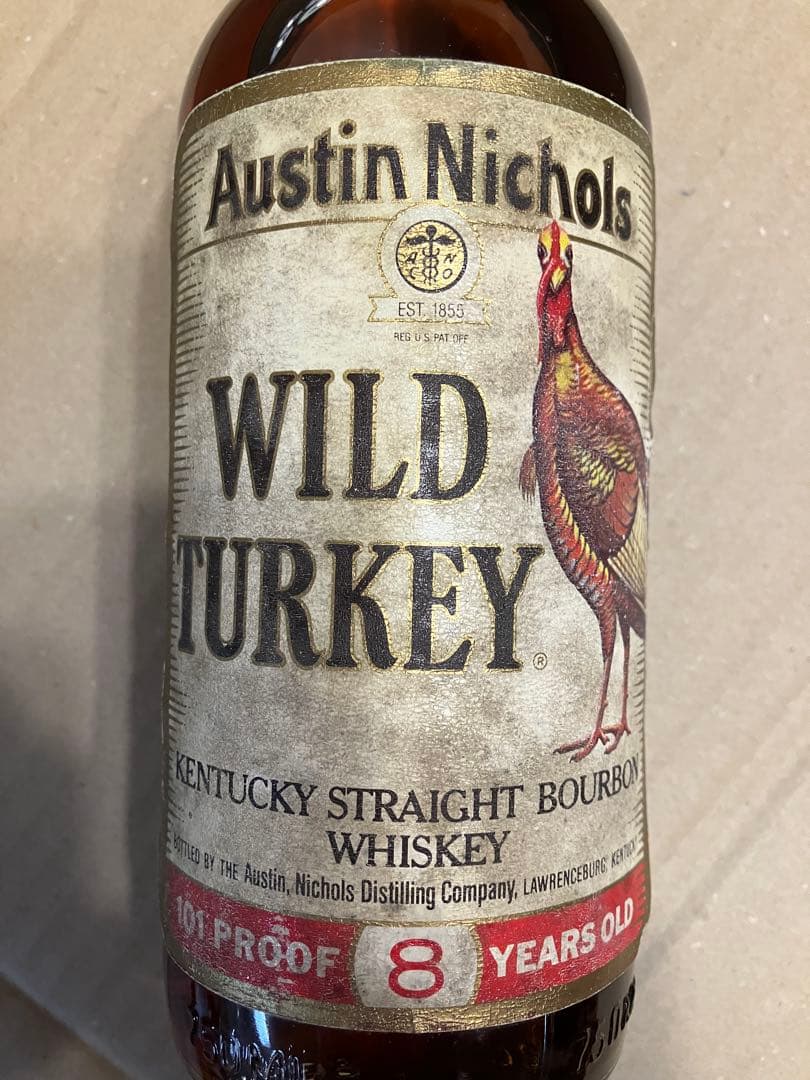 Austin Nichols
A N
C O
EST. 1855
REG U S PAT OFF
WILD
TURKEY®
KENTUCKY STRAIGHT BOURBON
WHISKEY
BOTTLED BY THE Austin, Nichols Distilling Company, LAWRENCEBURG, KENTUCKY
101 PROOF 8 YEARS OLD